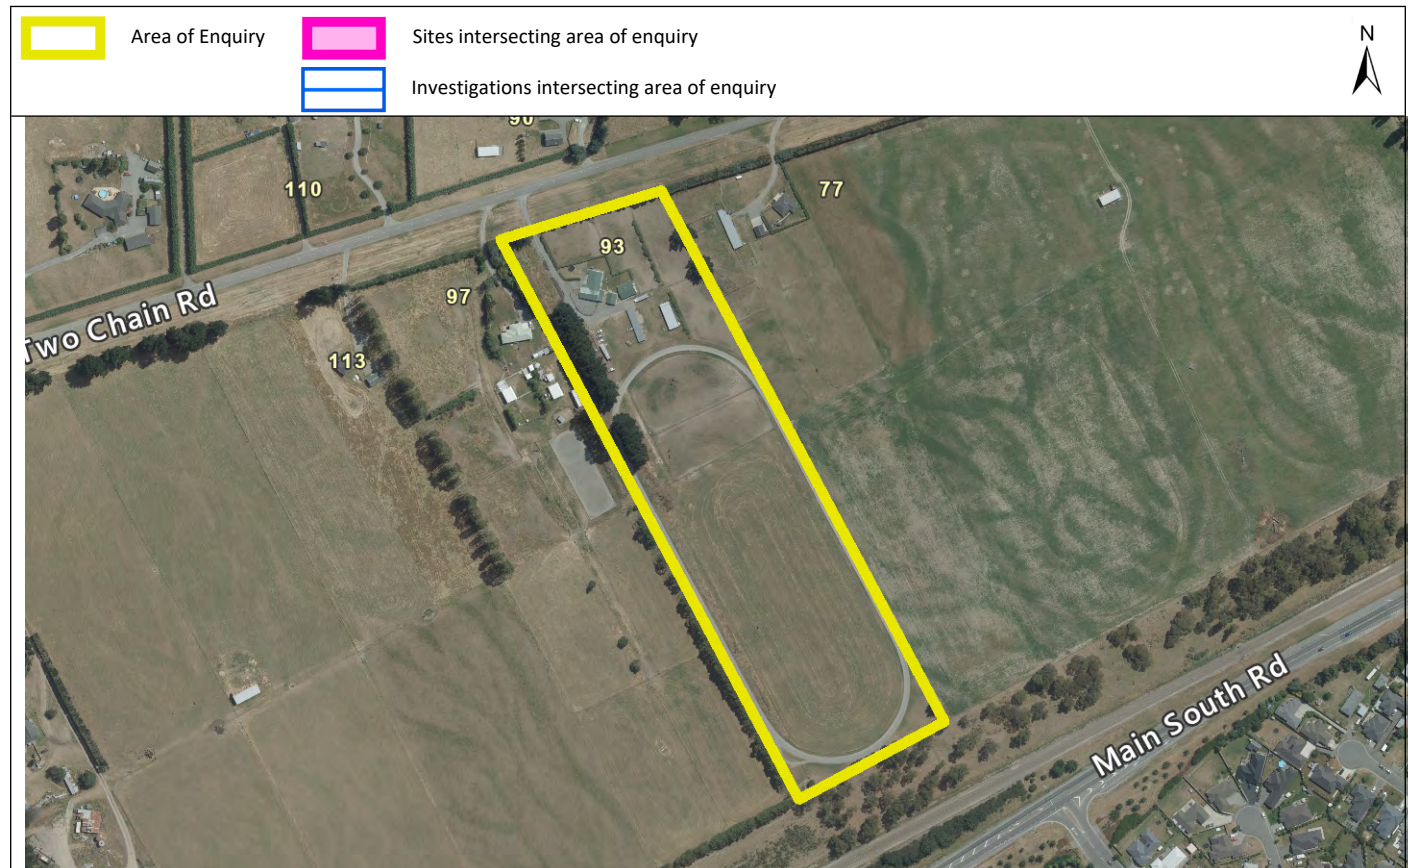 Area of Enquiry
Sites intersecting area of enquiry
N
Investigations intersecting area of enquiry
90
110
77
93
97
Two Chain Rd
113
Main South Rd